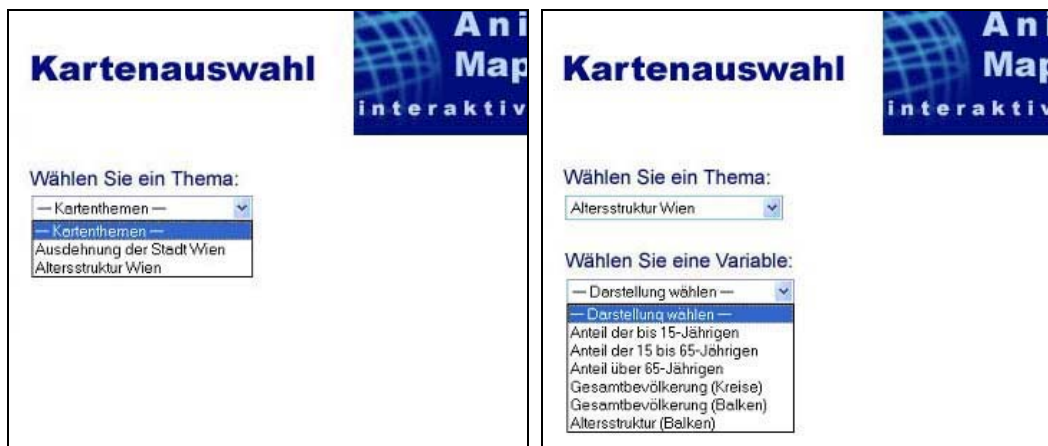 Kartenauswahl
Ani
Map
interaktiv
Wählen Sie ein Thema:
— Kartenthemen —
— Kartenthemen —
Ausdehnung der Stadt Wien
Altersstruktur Wien
Kartenauswahl
Ani
Map
interaktiv
Wählen Sie ein Thema:
Altersstruktur Wien
Wählen Sie eine Variable:
— Darstellung wählen —
— Darstellung wählen —
Anteil der bis 15-Jährigen
Anteil der 15 bis 65-Jährigen
Anteil über 65-Jährigen
Gesamtbevölkerung (Kreise)
Gesamtbevölkerung (Balken)
Altersstruktur (Balken)